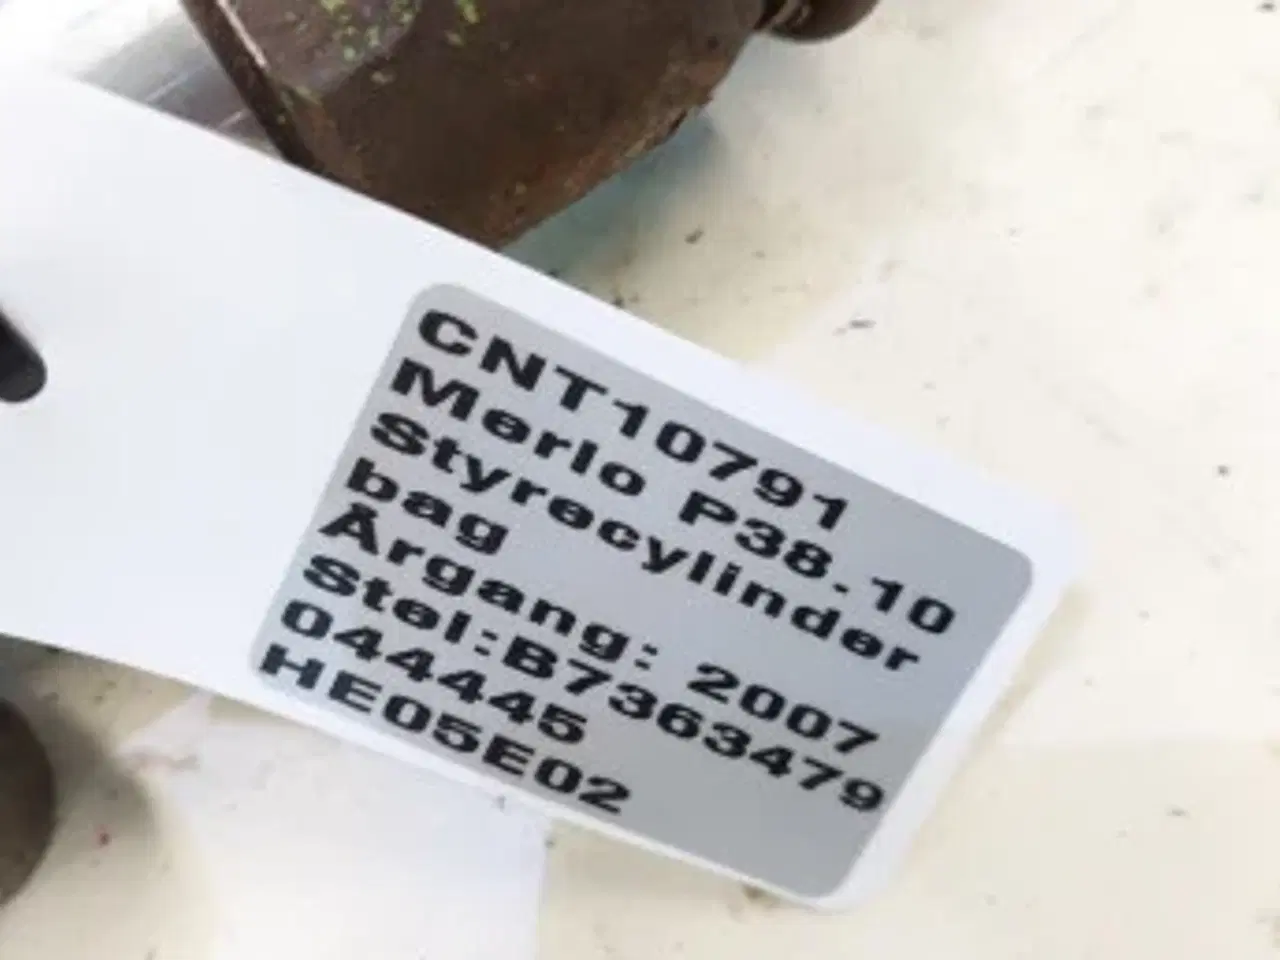 CNT10791
Merlo P38.10
Styrecylinder
bag
Årgang: 2007
Stel:B7363479
044445
HE05E02